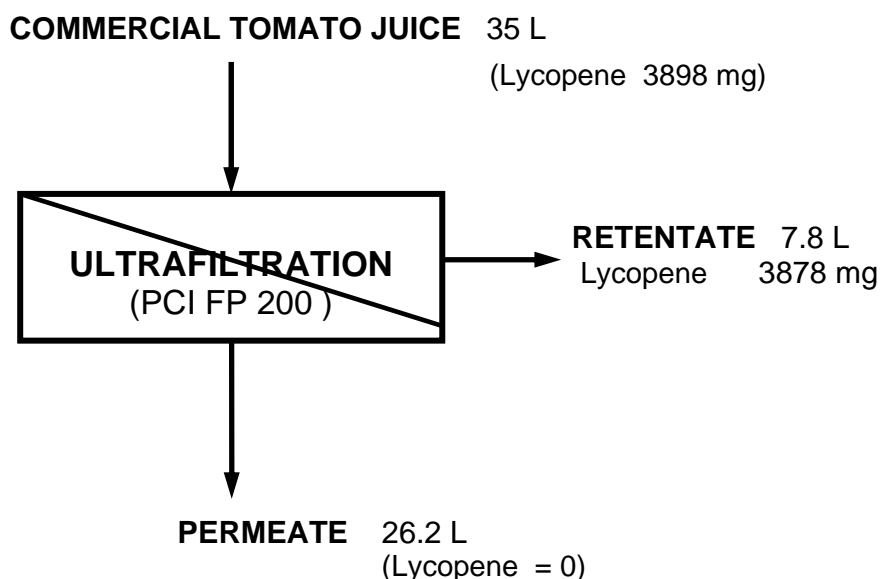 COMMERCIAL TOMATO JUICE 35 L
(Lycopene 3898 mg)
ULTRAFILTRATION
(PCI FP 200 )
RETENTATE 7.8 L
Lycopene 3878 mg
PERMEATE 26.2 L
(Lycopene = 0)